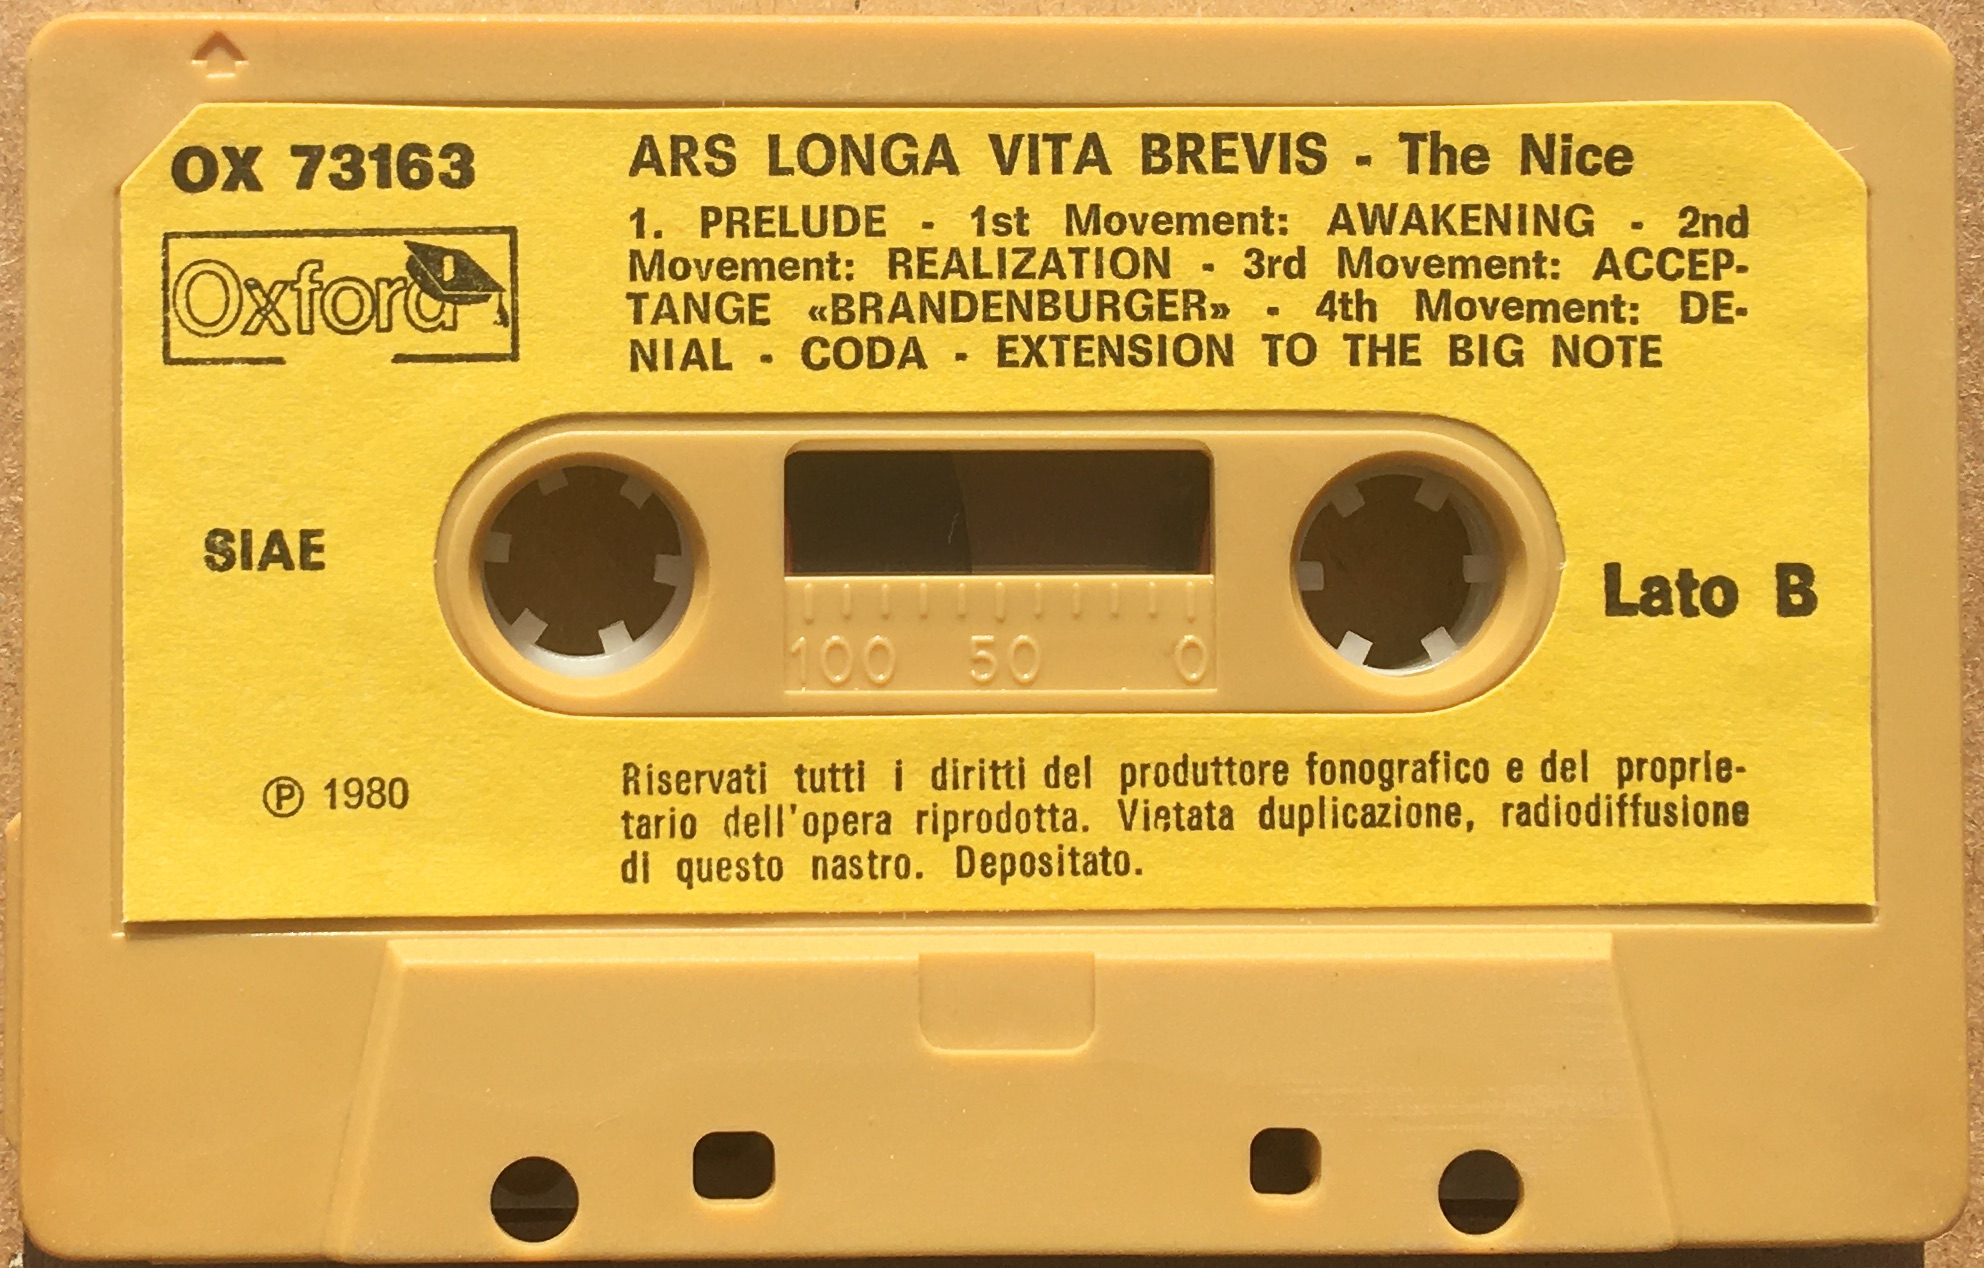 OX 73163
Oxford
ARS LONGA VITA BREVIS - The Nice
1. PRELUDE - 1st Movement: AWAKENING - 2nd
Movement: REALIZATION - 3rd Movement: ACCEP-
TANGE «BRANDENBURGER» - 4th Movement: DE-
NIAL - CODA - EXTENSION TO THE BIG NOTE
SIAE
100 50 0
Lato B
Ⓟ 1980
Riservati tutti i diritti del produttore fonografico e del proprie-
tario dell'opera riprodotta. Vietata duplicazione, radiodiffusione
di questo nastro. Depositato.